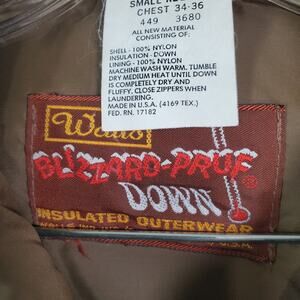 SMALL
CHEST 34-36
449 3680
ALL NEW MATERIAL
CONSISTING OF:
SHELL - 100% NYLON
INSULATION - DOWN
LINING - 100% NYLON
MACHINE WASH WARM. TUMBLE
DRY MEDIUM HEAT UNTIL DOWN
IS COMPLETELY DRY AND
FLUFFY. CLOSE ZIPPERS WHEN
LAUNDERING.
MADE IN U.S.A. (4169 TEX.)
FED. RN. 17182
Walls
BLIZZARD-PRUF
®
DOWN
INSULATED OUTERWEAR
U.S.A.